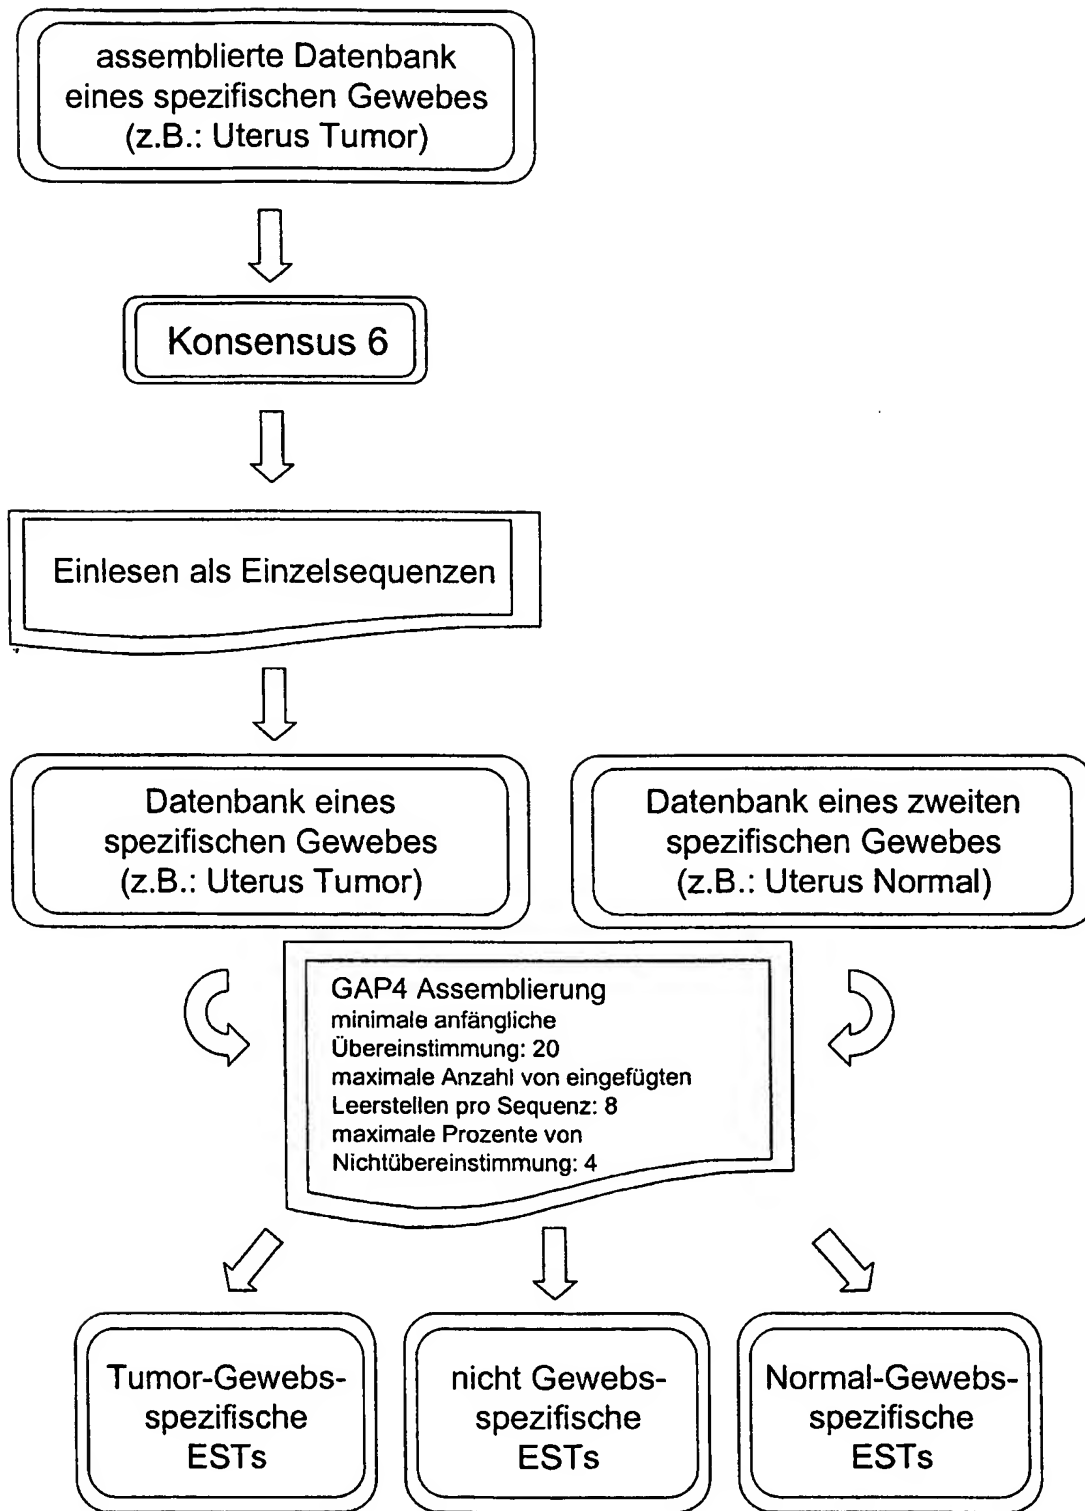 assemblierte Datenbank
eines spezifischen Gewebes
(z.B.: Uterus Tumor)
Konsensus 6
Einlesen als Einzelsequenzen
Datenbank eines
spezifischen Gewebes
(z.B.: Uterus Tumor)
Datenbank eines zweiten
spezifischen Gewebes
(z.B.: Uterus Normal)
GAP4 Assemblierung
minimale anfängliche
Übereinstimmung: 20
maximale Anzahl von eingefügten
Leerstellen pro Sequenz: 8
maximale Prozente von
Nichtübereinstimmung: 4
Tumor-Gewebs-
spezifische
ESTs
nicht Gewebs-
spezifische
ESTs
Normal-Gewebs-
spezifische
ESTs